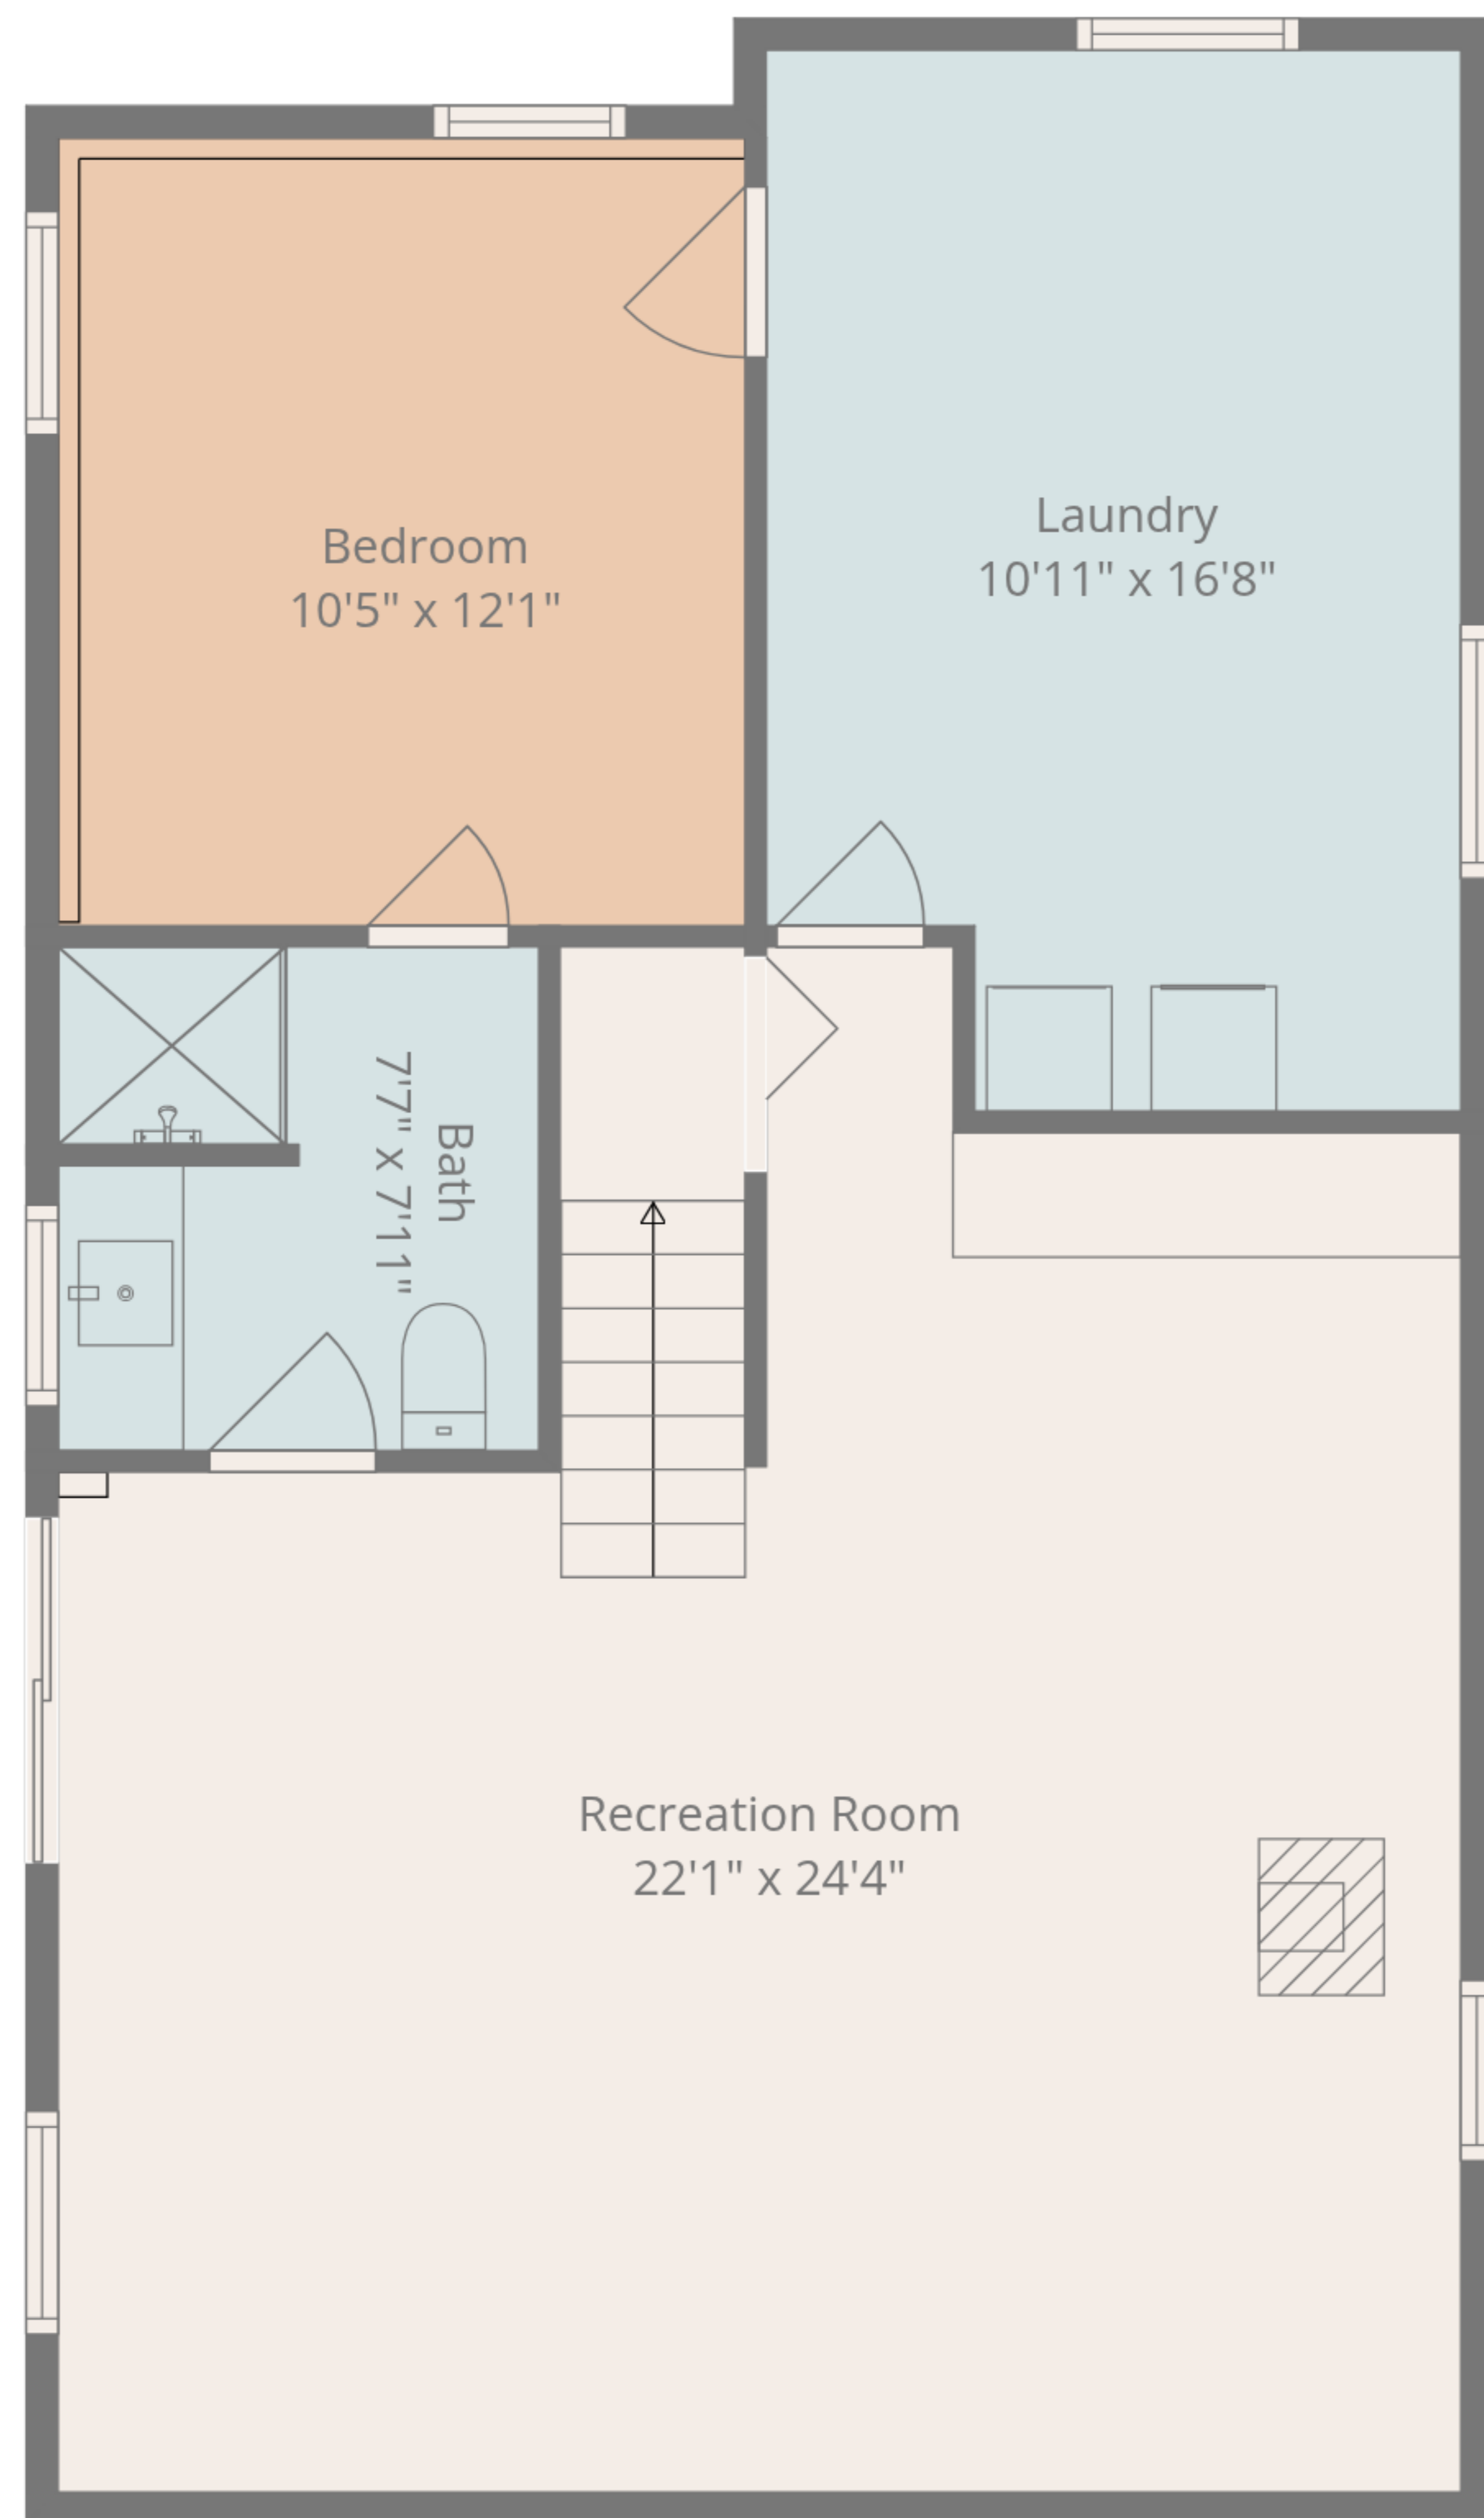 Laundry
10'11" x 16'8"
Bedroom
10'5" x 12'1"
Bath
7'7" x 7'11"
Recreation Room
22'1" x 24'4"